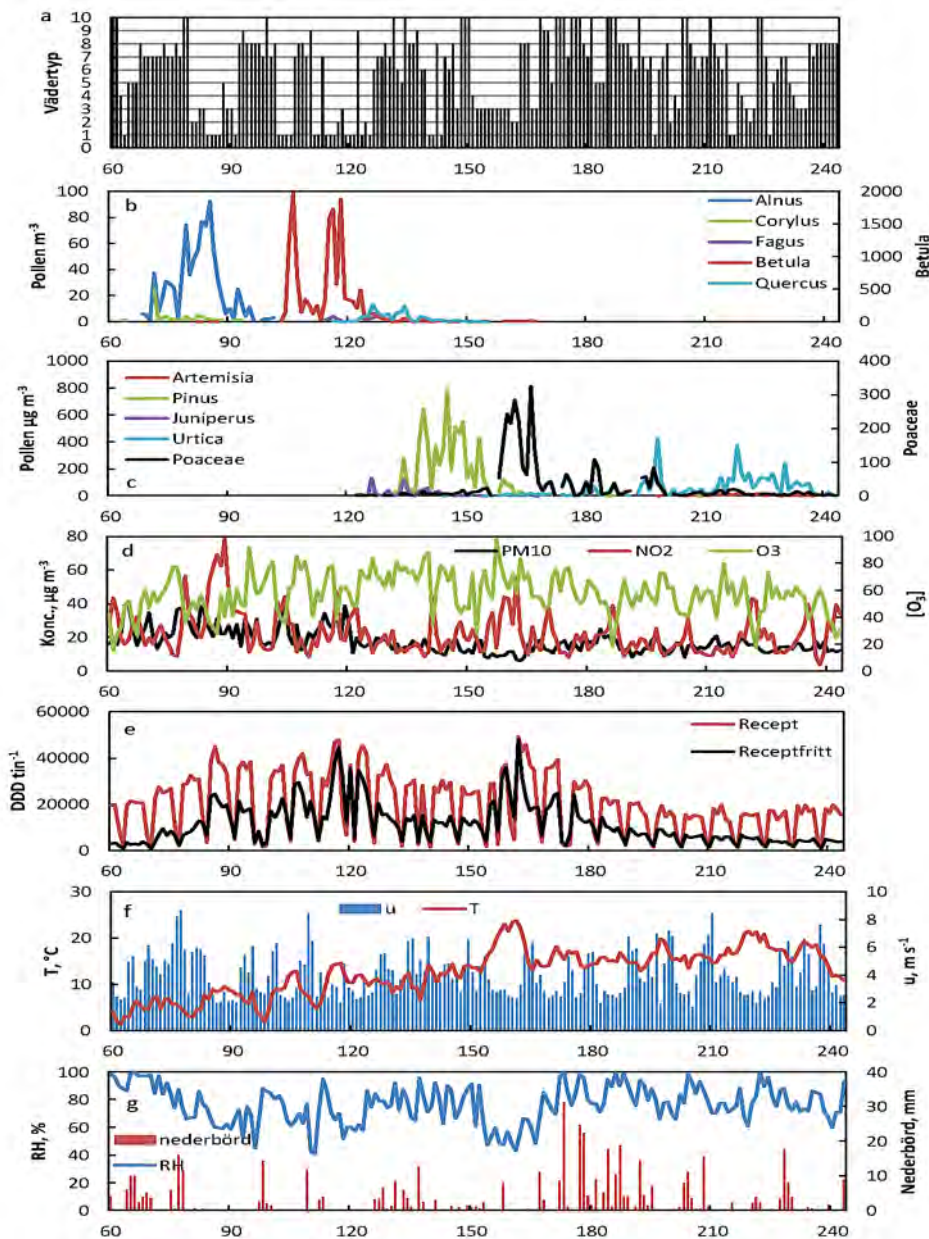 a
Vädertyp
10
9
8
7
6
5
4
3
2
1
0
60 90 120 150 180 210 240
b
Pollen m⁻³
100
80
60
40
20
0
Alnus
Corylus
Fagus
Betula
Quercus
2000
1500
1000
500
0
Betula
60 90 120 150 180 210 240
Pollen µg m⁻³
1000
800
600
400
200
0
Artemisia
Pinus
Juniperus
Urtica
Poaceae
c
400
300
200
100
0
Poaceae
60 90 120 150 180 210 240
d
Konc., µg m⁻³
80
60
40
20
0
PM10 NO2 O3
100
80
60
40
20
0
[O₃]
60 90 120 150 180 210 240
e
DDD tin⁻¹
60000
40000
20000
0
Recept
Receptfritt
60 90 120 150 180 210 240
f
T, °C
30
20
10
0
u T
10
8
6
4
2
0
u, m s⁻¹
60 90 120 150 180 210 240
g
RH, %
100
80
60
40
20
0
nederbörd
RH
40
30
20
10
0
Nederbörd, mm
60 90 120 150 180 210 240